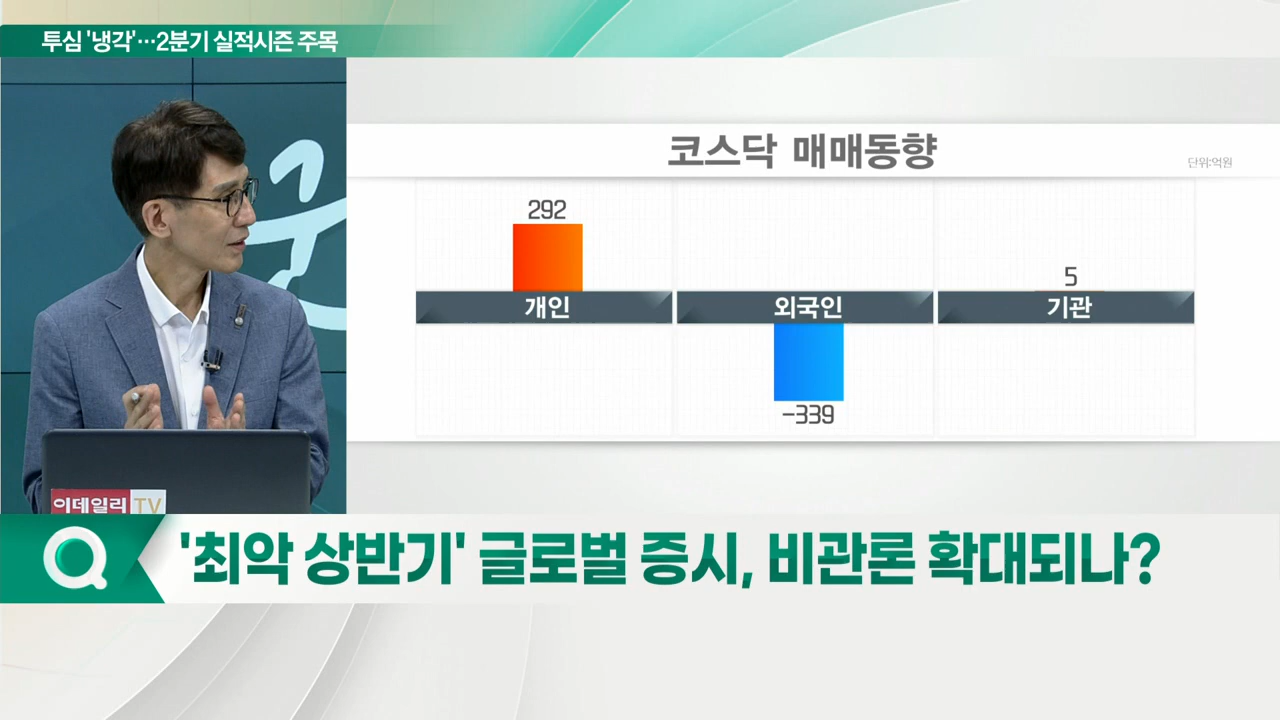 투심 '냉각'…2분기 실적시즌 주목
코스닥 매매동향
단위:억원
292
5
개인
외국인
기관
-339
이데일리 TV
'최악 상반기' 글로벌 증시, 비관론 확대되나?